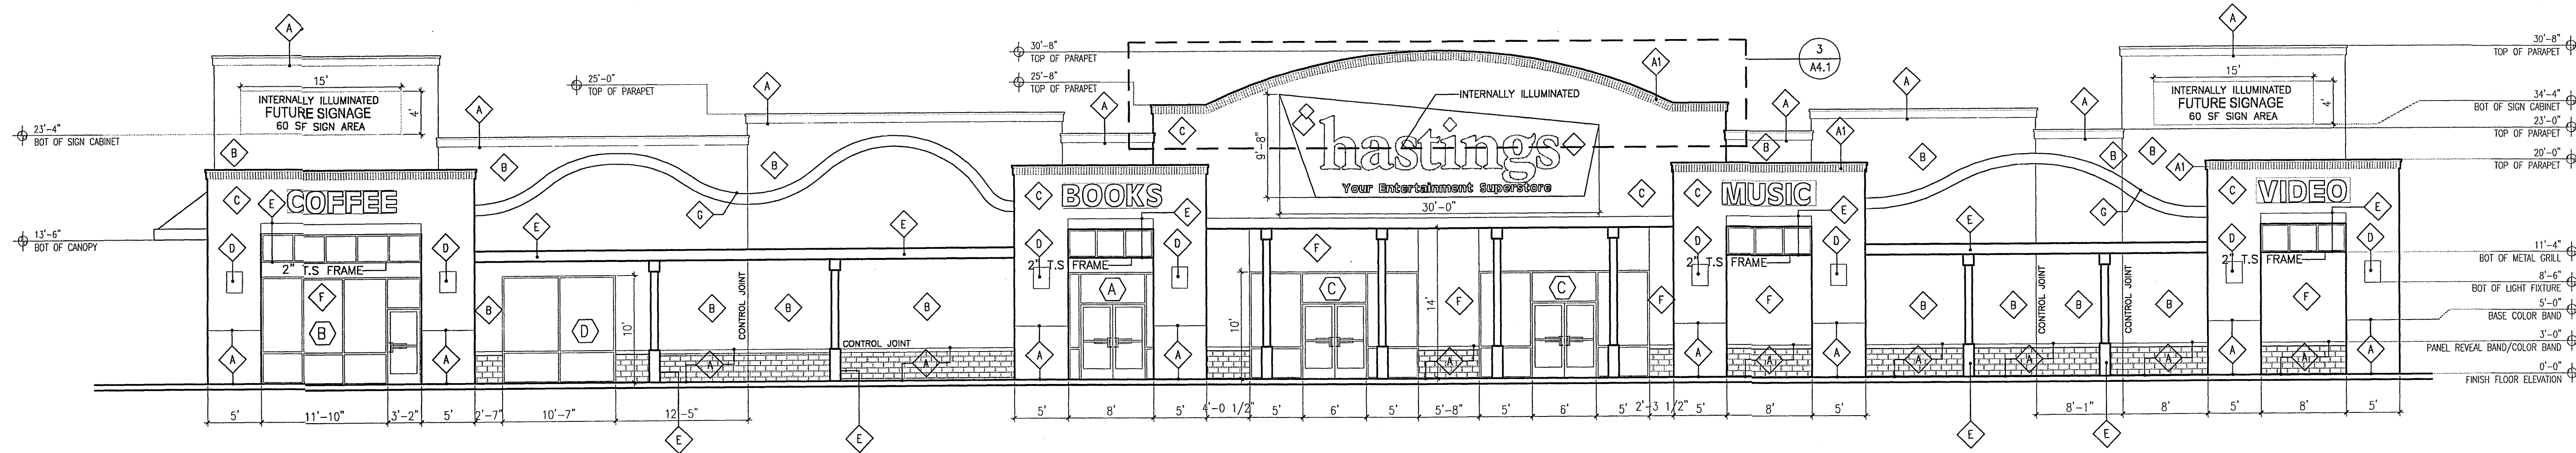 A
15'
INTERNALLY ILLUMINATED
FUTURE SIGNAGE
60 SF SIGN AREA
4'
23'-4"
BOT OF SIGN CABINET
13'-6"
BOT OF CANOPY
B
C
E
COFFEE
D
D
2" T.S FRAME
F
B
A
A
25'-0"
TOP OF PARAPET
A
A
B
B
G
E
E
B
D
10'
B
CONTROL JOINT
B
B
CONTROL JOINT
A
A
30'-8"
TOP OF PARAPET
25'-8"
TOP OF PARAPET
A
C
BOOKS
E
D
D
2" T.S FRAME
A
A
A
C
A1
3
A4.1
INTERNALLY ILLUMINATED
9'-8"
hastings
Your Entertainment Superstore
30'-0"
C
F
14'
10'
C
F
C
F
A
A
B
A1
C
MUSIC
E
D
D
2" T.S FRAME
F
A
A
A
A
A
B
B
B
G
E
B
B
CONTROL JOINT
B
CONTROL JOINT
B
A
A
A
A
15'
INTERNALLY ILLUMINATED
FUTURE SIGNAGE
60 SF SIGN AREA
4'
A1
C
VIDEO
E
D
D
2" T.S FRAME
F
A
A
A
30'-8"
TOP OF PARAPET
34'-4"
BOT OF SIGN CABINET
23'-0"
TOP OF PARAPET
20'-0"
TOP OF PARAPET
11'-4"
BOT OF METAL GRILL
8'-6"
BOT OF LIGHT FIXTURE
5'-0"
BASE COLOR BAND
3'-0"
PANEL REVEAL BAND/COLOR BAND
0'-0"
FINISH FLOOR ELEVATION
5' 11'-10" 3'-2" 5' 2'-7" 10'-7" 12'-5" 5' 8' 5' 4'-0 1/2" 5' 6' 5' 5'-8" 5' 6' 5' 2'-3 1/2" 5' 8' 5' 8'-1" 8' 5' 8' 5'
E E E E